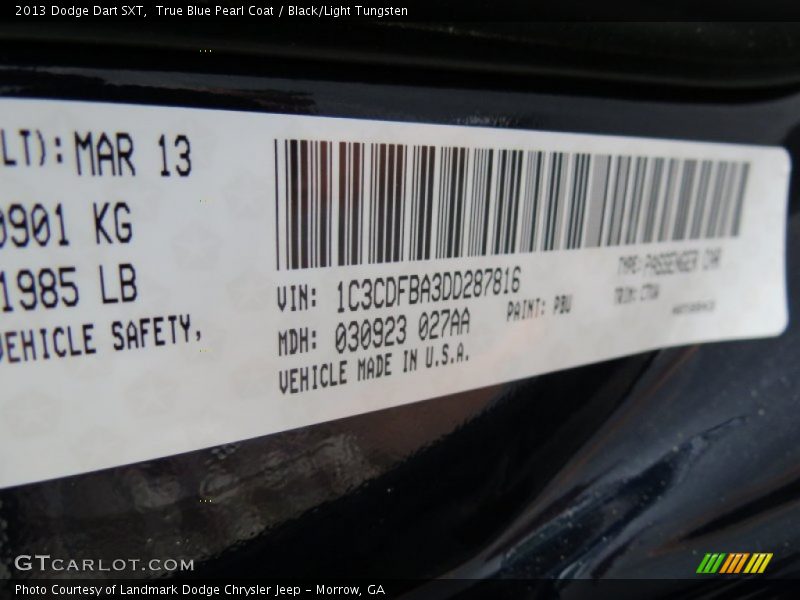 2013 Dodge Dart SXT, True Blue Pearl Coat / Black/Light Tungsten
LT): MAR 13
0901 KG
1985 LB
VEHICLE SAFETY,
VIN: 1C3CDFBA3DD287816
MDH: 030923 027AA
VEHICLE MADE IN U.S.A.
PAINT: PBU
TYPE: PASSENGER CAR
TRIM:
GTCARLOT.COM
Photo Courtesy of Landmark Dodge Chrysler Jeep - Morrow, GA